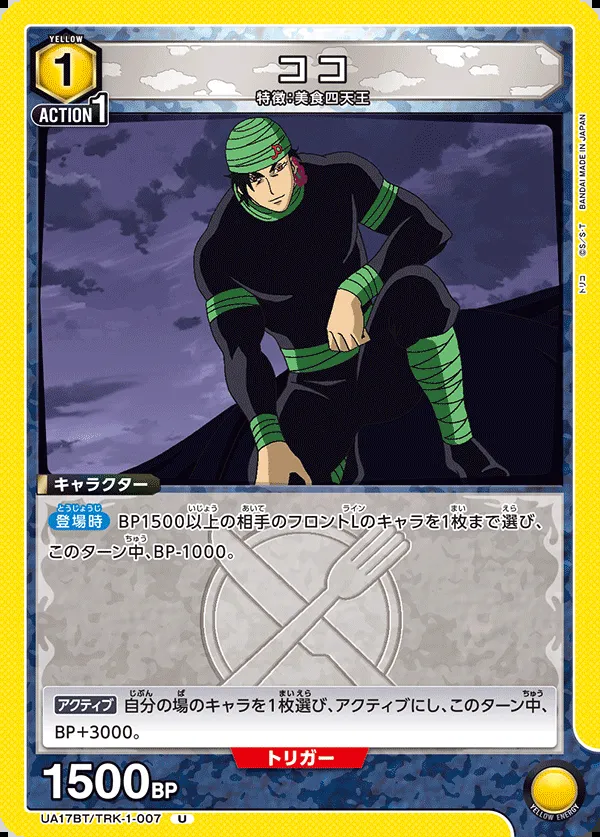 YELLOW
1
ACTION 1
ココ
特徴:美食四天王
BANDAI MADE IN JAPAN
トリコ ©S/S・T
キャラクター
登場時 BP1500以上の相手のフロントLのキャラを1枚まで選び、
このターン中、BP-1000。
アクティブ 自分の場のキャラを1枚選び、アクティブにし、このターン中、
BP+3000。
トリガー
1500BP
YELLOW ENERGY
UA17BT/TRK-1-007 U